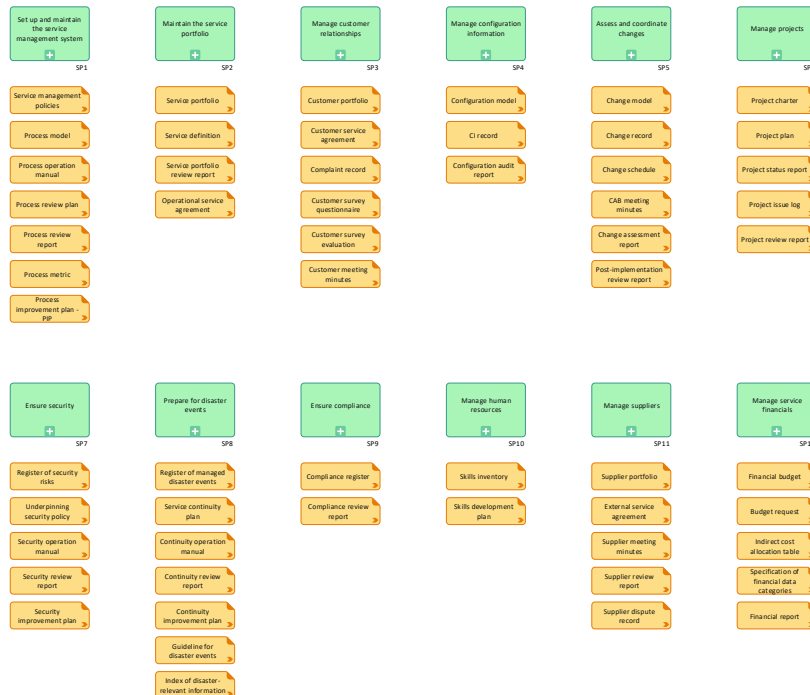 Set up and maintain
the service
management system
SP1
Service management
policies
Process model
Process operation
manual
Process review plan
Process review
report
Process metric
Process
improvement plan -
PIP
Maintain the service
portfolio
SP2
Service portfolio
Service definition
Service portfolio
review report
Operational service
agreement
Manage customer
relationships
SP3
Customer portfolio
Customer service
agreement
Complaint record
Customer survey
questionnaire
Customer survey
evaluation
Customer meeting
minutes
Manage configuration
information
SP4
Configuration model
CI record
Configuration audit
report
Assess and coordinate
changes
SP5
Change model
Change record
Change schedule
CAB meeting
minutes
Change assessment
report
Post-implementation
review report
Manage projects
SP
Project charter
Project plan
Project status report
Project issue log
Project review report
Ensure security
SP7
Register of security
risks
Underpinning
security policy
Security operation
manual
Security review
report
Security
improvement plan
Prepare for disaster
events
SP8
Register of managed
disaster events
Service continuity
plan
Continuity operation
manual
Continuity review
report
Continuity
improvement plan
Guideline for
disaster events
Index of disaster-
relevant information
Ensure compliance
SP9
Compliance register
Compliance review
report
Manage human
resources
SP10
Skills inventory
Skills development
plan
Manage suppliers
SP11
Supplier portfolio
External service
agreement
Supplier meeting
minutes
Supplier review
report
Supplier dispute
record
Manage service
financials
SP1
Financial budget
Budget request
Indirect cost
allocation table
Specification of
financial data
categories
Financial report